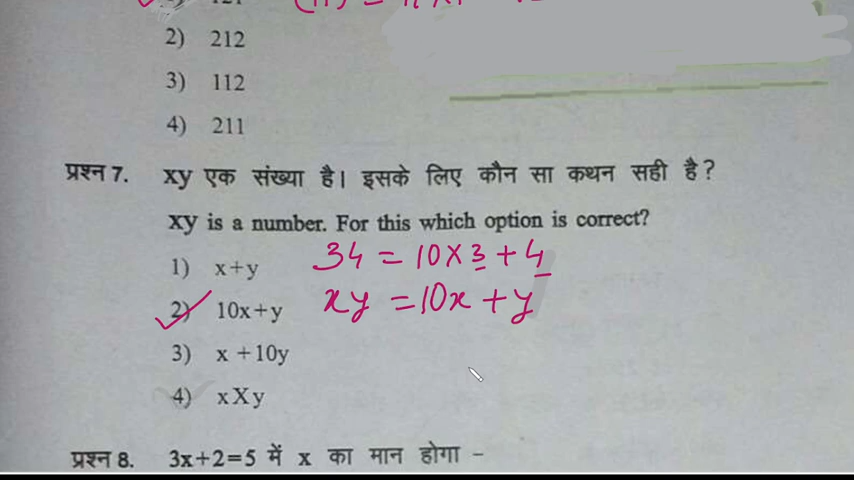 2) 212
3) 112
4) 211
प्रश्न 7. xy एक संख्या है। इसके लिए कौन सा कथन सही है?
xy is a number. For this which option is correct?
1) x+y 34 = 10×3+4
2) 10x+y xy = 10x+y
3) x +10y
4) xXy
प्रश्न 8. 3x+2=5 में x का मान होगा -